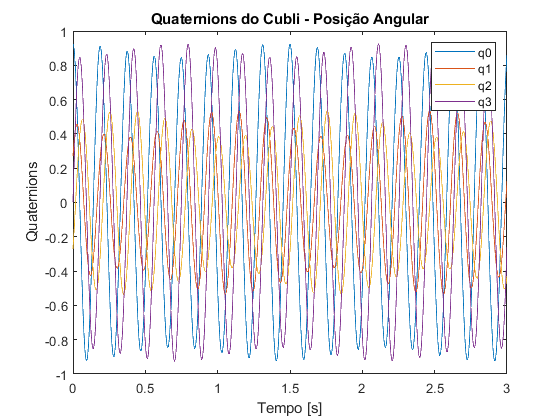 Quaternions do Cubli - Posição Angular
1
0.8
0.6
0.4
0.2
0
-0.2
-0.4
-0.6
-0.8
-1
Quaternions
q0
q1
q2
q3
0 0.5 1 1.5 2 2.5 3
Tempo [s]